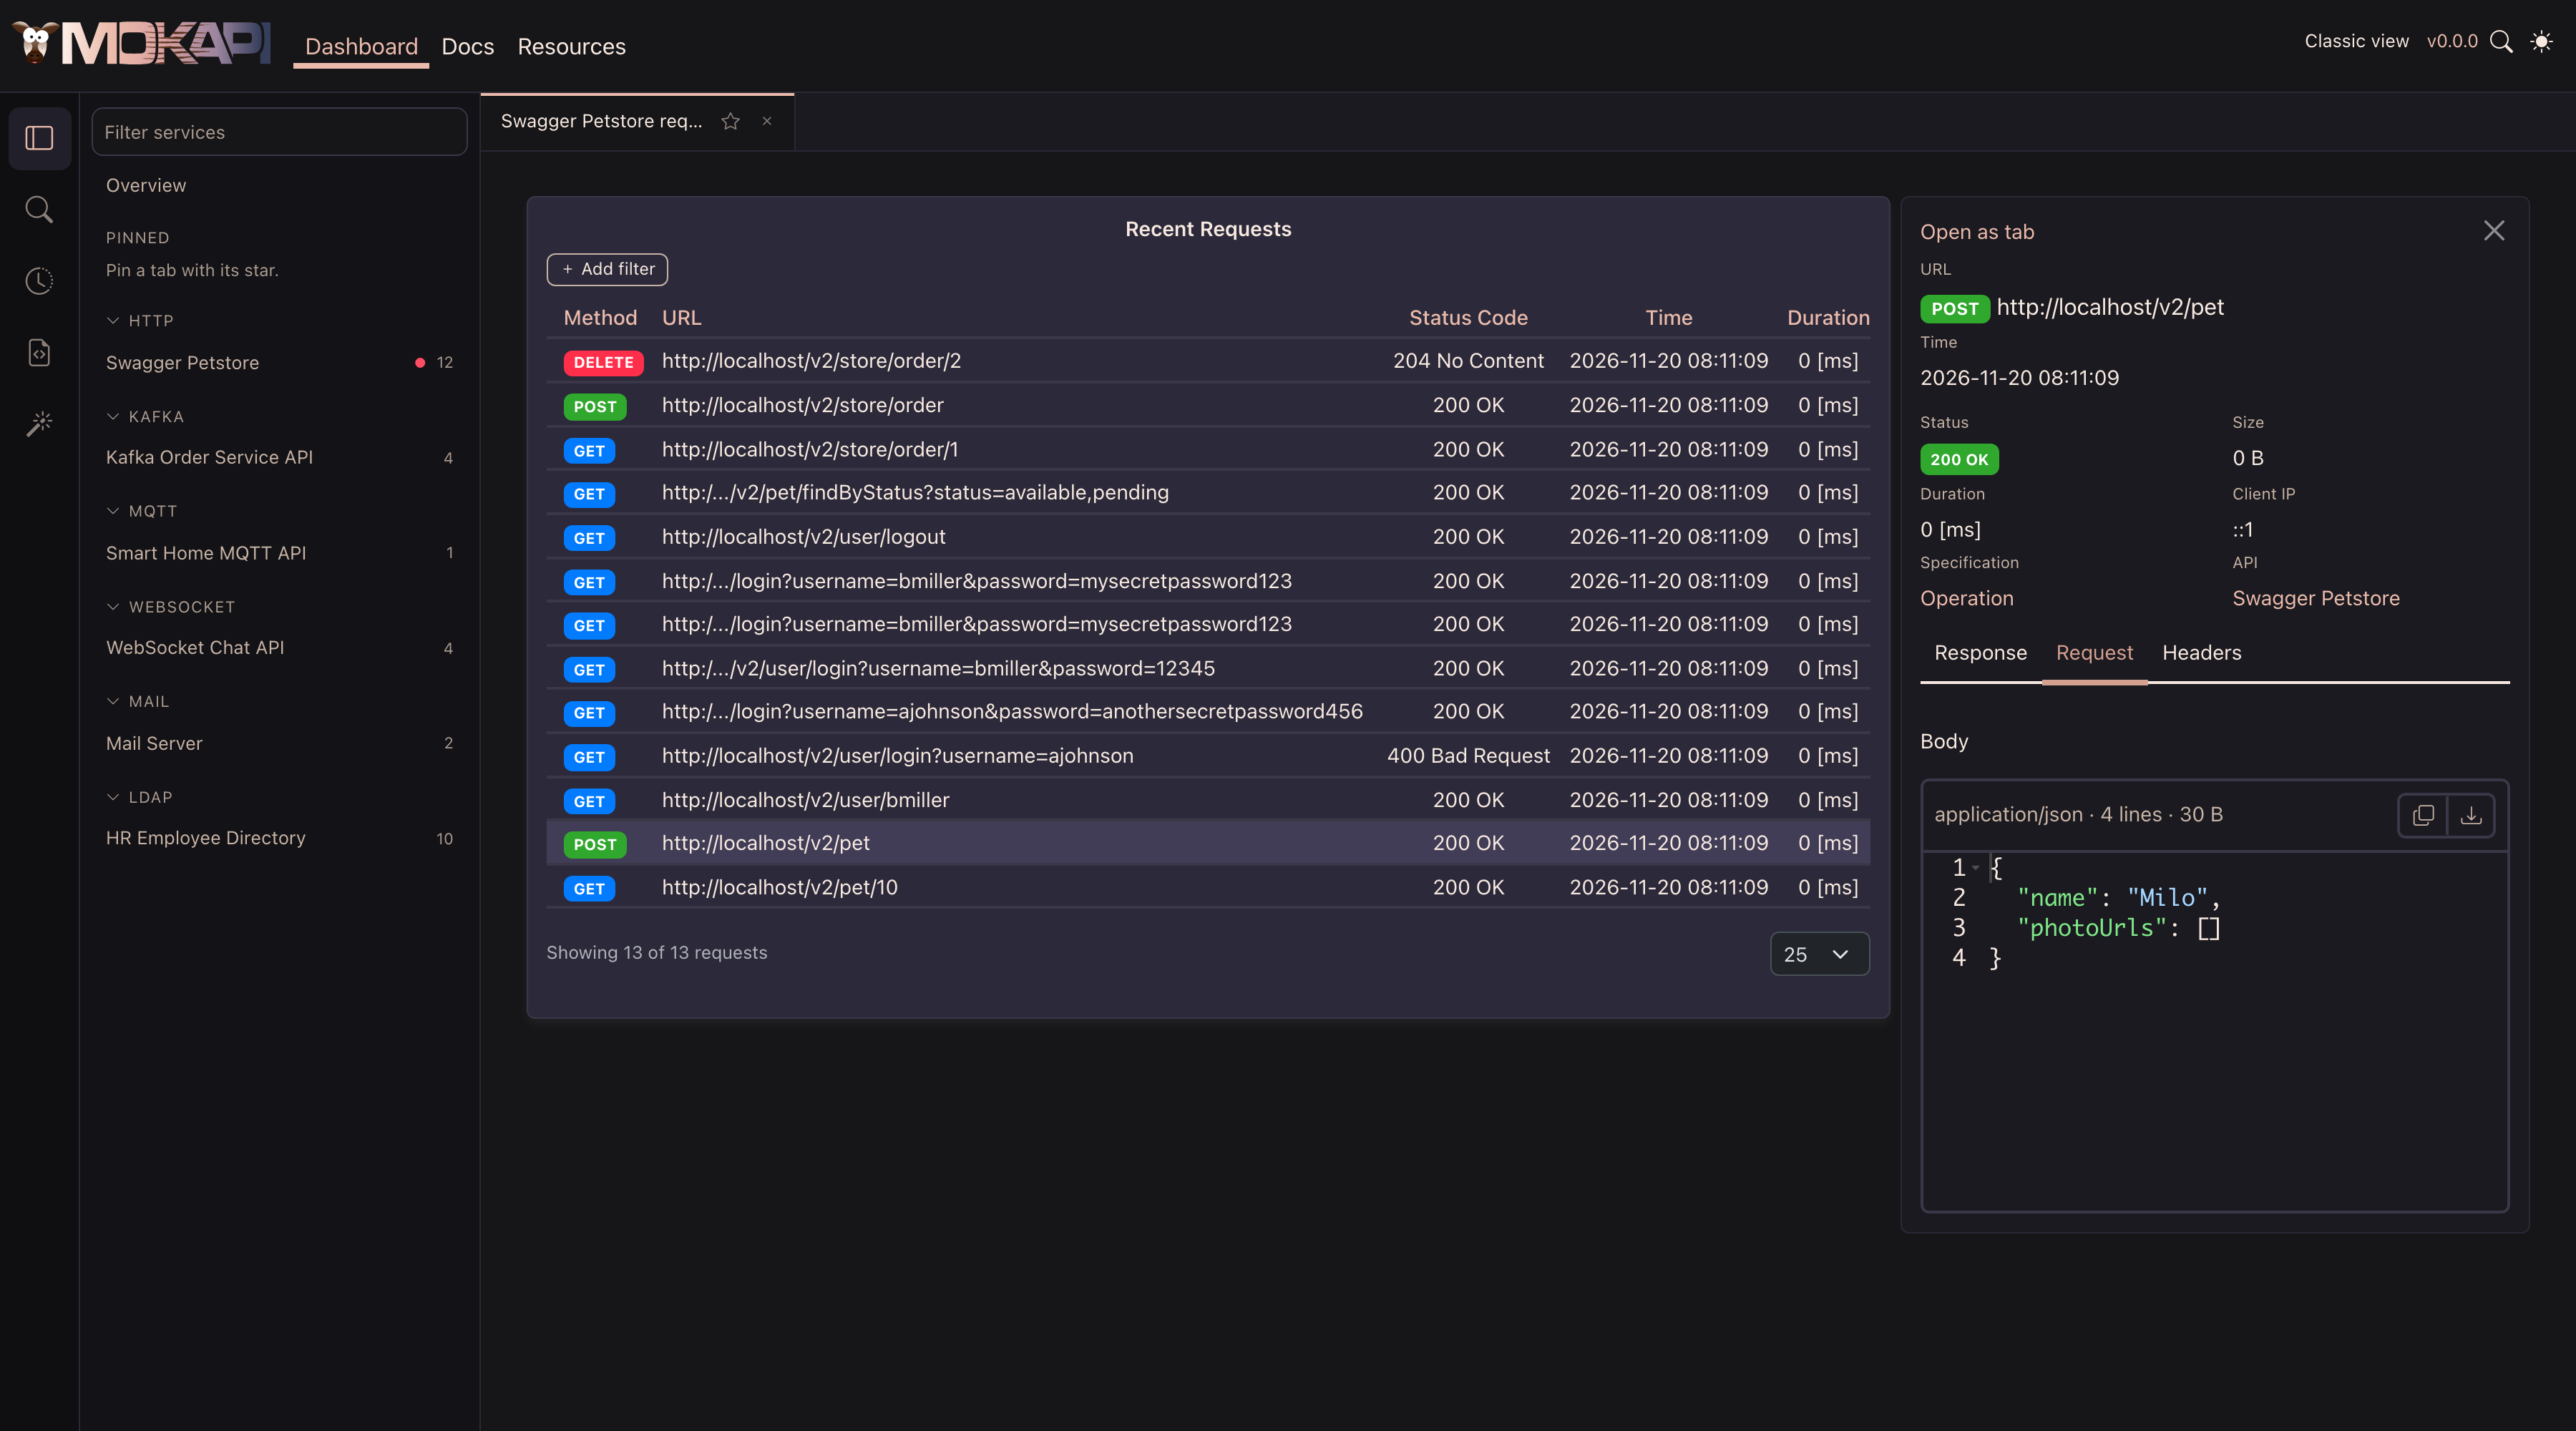 MOKAPI
Dashboard Docs Resources
Classic view v0.0.0
Filter services
Overview
PINNED
Pin a tab with its star.
HTTP
Swagger Petstore 12
KAFKA
Kafka Order Service API 4
MQTT
Smart Home MQTT API 1
WEBSOCKET
WebSocket Chat API 4
MAIL
Mail Server 2
LDAP
HR Employee Directory 10
Swagger Petstore req...
Recent Requests
+ Add filter
Method URL Status Code Time Duration
DELETE http://localhost/v2/store/order/2 204 No Content 2026-11-20 08:11:09 0 [ms]
POST http://localhost/v2/store/order 200 OK 2026-11-20 08:11:09 0 [ms]
GET http://localhost/v2/store/order/1 200 OK 2026-11-20 08:11:09 0 [ms]
GET http:/.../v2/pet/findByStatus?status=available,pending 200 OK 2026-11-20 08:11:09 0 [ms]
GET http://localhost/v2/user/logout 200 OK 2026-11-20 08:11:09 0 [ms]
GET http:/.../login?username=bmiller&password=mysecretpassword123 200 OK 2026-11-20 08:11:09 0 [ms]
GET http:/.../login?username=bmiller&password=mysecretpassword123 200 OK 2026-11-20 08:11:09 0 [ms]
GET http:/.../v2/user/login?username=bmiller&password=12345 200 OK 2026-11-20 08:11:09 0 [ms]
GET http:/.../login?username=ajohnson&password=anothersecretpassword456 200 OK 2026-11-20 08:11:09 0 [ms]
GET http://localhost/v2/user/login?username=ajohnson 400 Bad Request 2026-11-20 08:11:09 0 [ms]
GET http://localhost/v2/user/bmiller 200 OK 2026-11-20 08:11:09 0 [ms]
POST http://localhost/v2/pet 200 OK 2026-11-20 08:11:09 0 [ms]
GET http://localhost/v2/pet/10 200 OK 2026-11-20 08:11:09 0 [ms]
Showing 13 of 13 requests
25
Open as tab
URL
POST http://localhost/v2/pet
Time
2026-11-20 08:11:09
Status Size
200 OK 0 B
Duration Client IP
0 [ms] ::1
Specification API
Operation Swagger Petstore
Response Request Headers
Body
application/json · 4 lines · 30 B
1 {
2 "name": "Milo",
3 "photoUrls": []
4 }